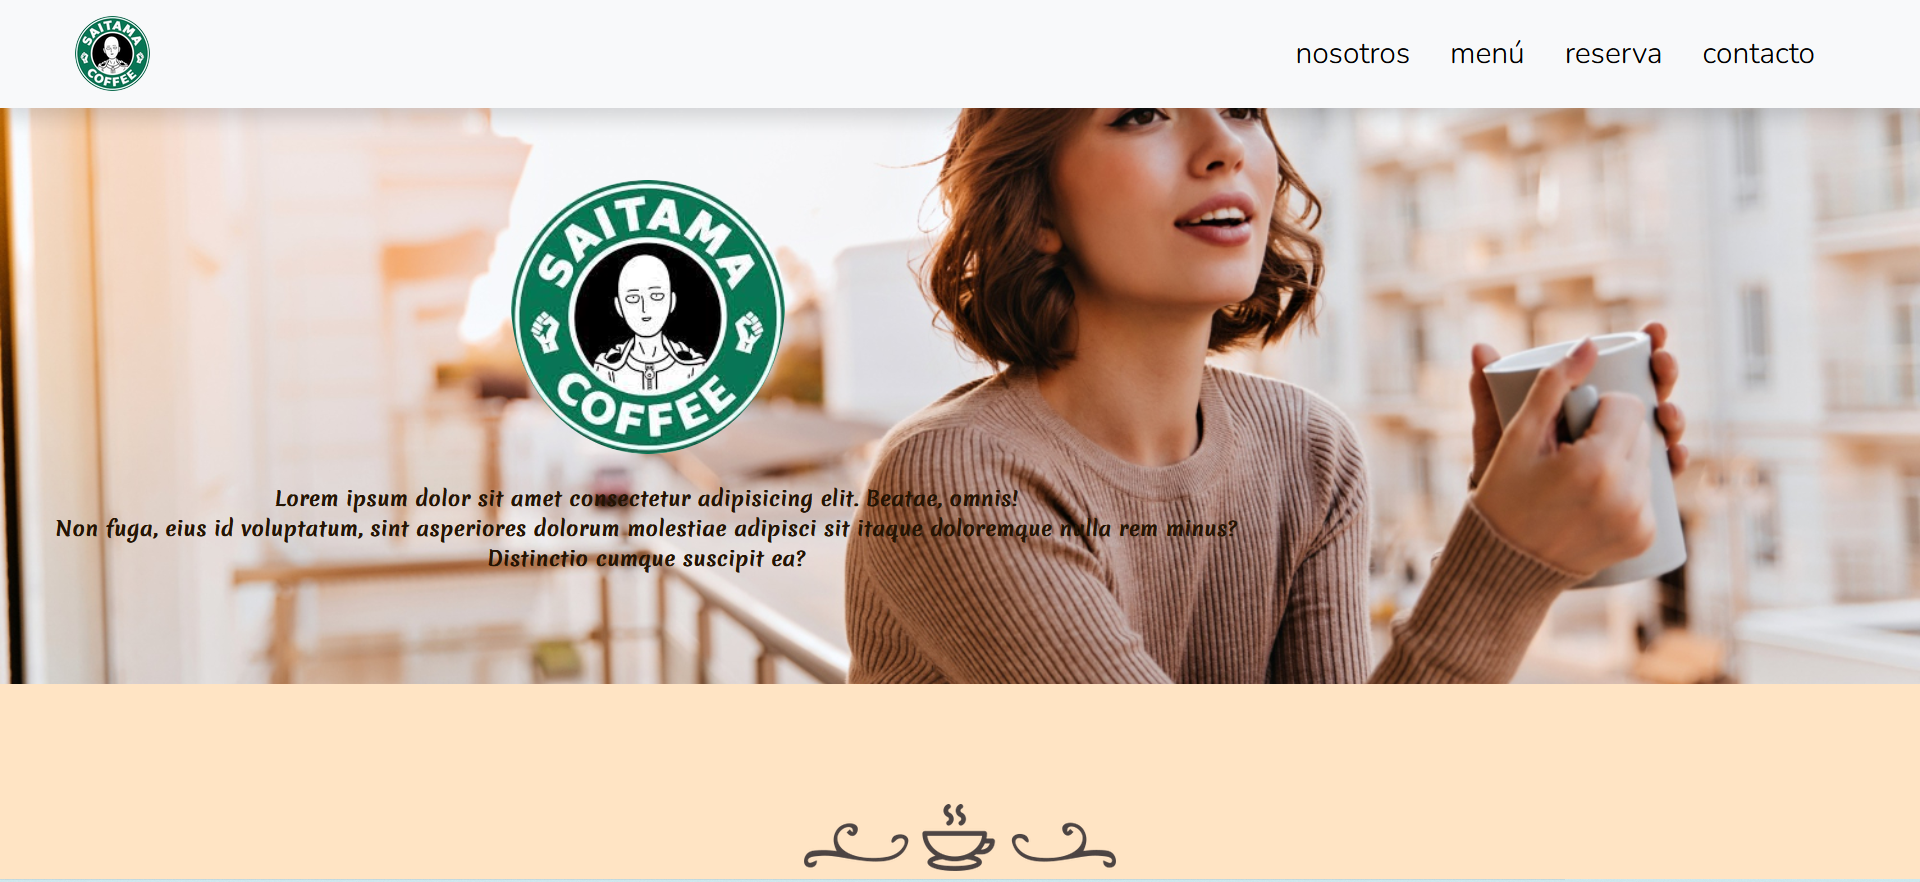 SAITAMA
COFFEE
nosotros menú reserva contacto
SAITAMA
COFFEE
Lorem ipsum dolor sit amet consectetur adipisicing elit. Beatae, omnis!
Non fuga, eius id voluptatum, sint asperiores dolorum molestiae adipisci sit itaque doloremque nulla rem minus?
Distinctio cumque suscipit ea?